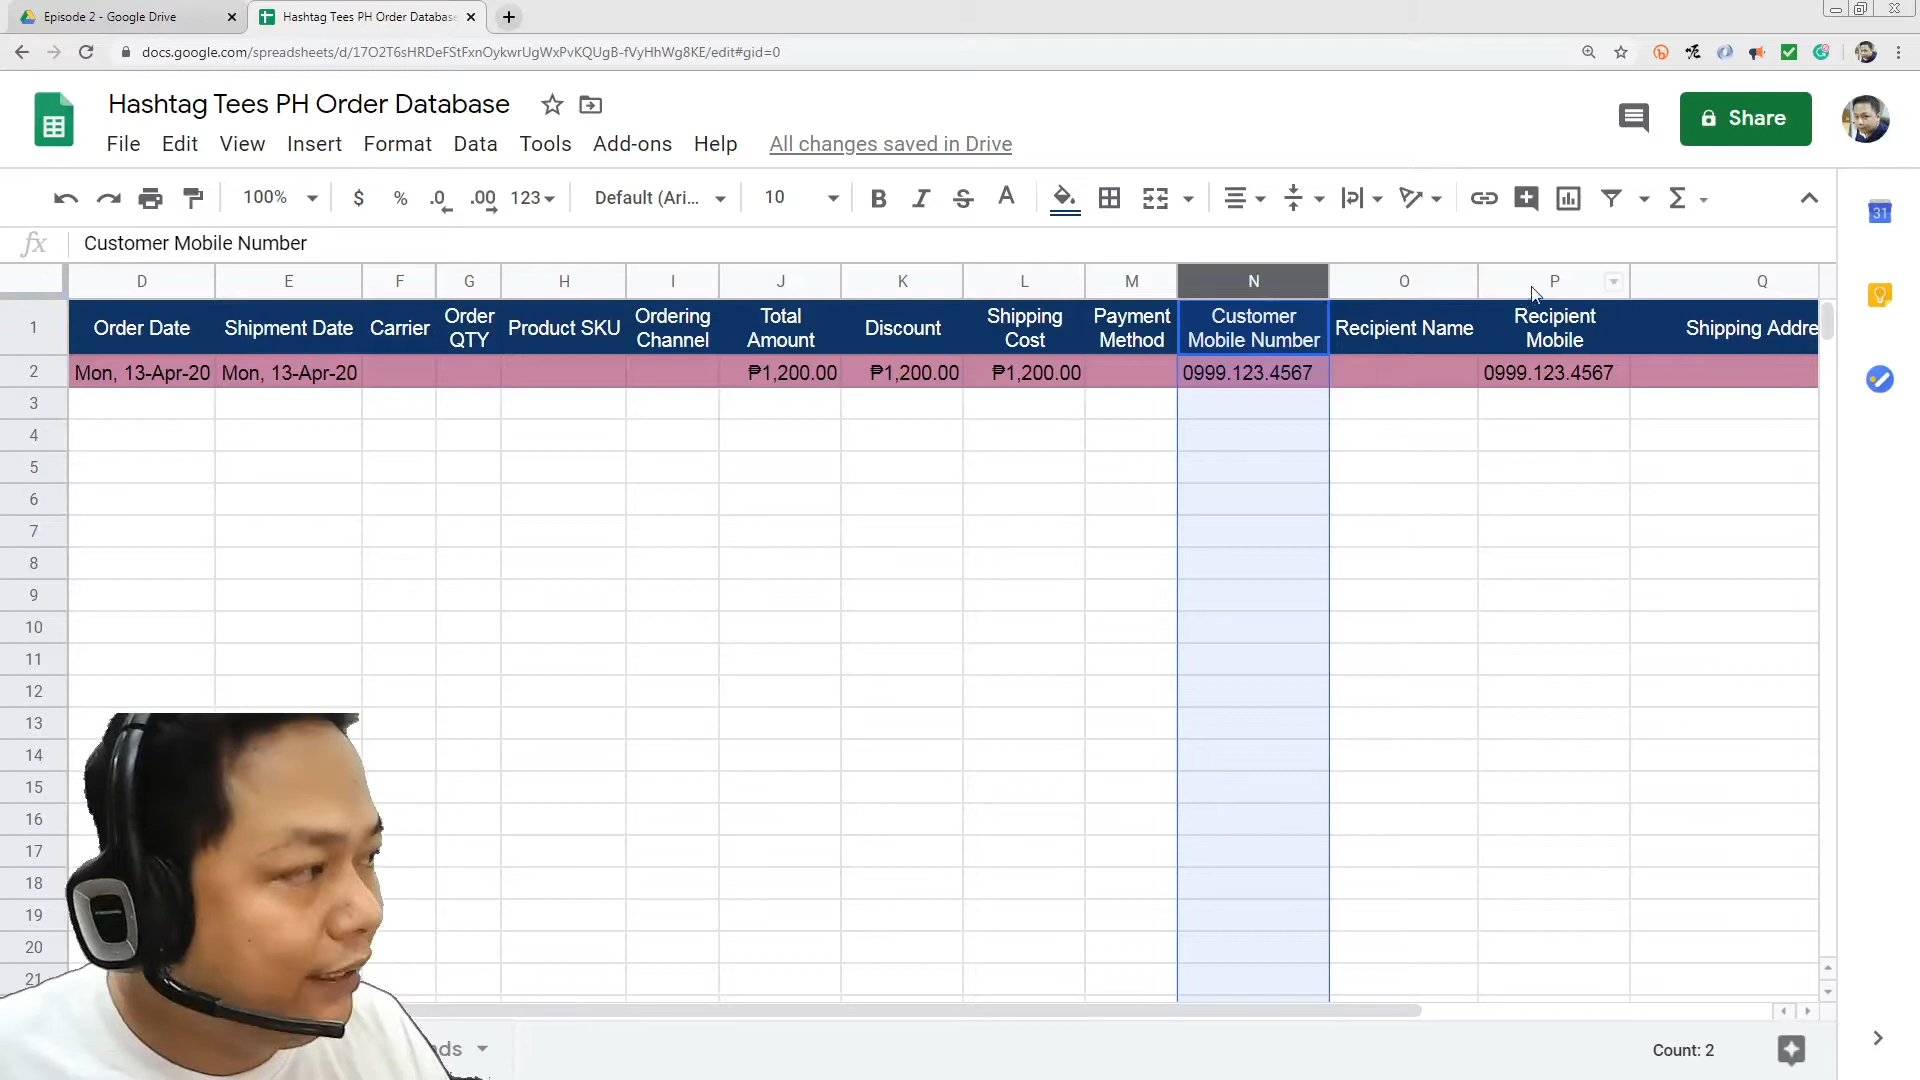 Episode 2 - Google Drive
Hashtag Tees PH Order Database
docs.google.com/spreadsheets/d/17O2T6sHRDeFStFxnOykwrUgWxPvKQUgB-fVyHhWg8KE/edit#gid=0
Hashtag Tees PH Order Database
Share
File Edit View Insert Format Data Tools Add-ons Help All changes saved in Drive
100% $ % .0 .00 123 Default (Ari... 10 B I S A Σ
31
fx Customer Mobile Number
D E F G H I J K L M N O P Q
1 Order Date Shipment Date Carrier Order QTY Product SKU Ordering Channel Total Amount Discount Shipping Cost Payment Method Customer Mobile Number Recipient Name Recipient Mobile Shipping Addre
2 Mon, 13-Apr-20 Mon, 13-Apr-20 ₱1,200.00 ₱1,200.00 ₱1,200.00 0999.123.4567 0999.123.4567
3
4
5
6
7
8
9
10
11
12
13
14
15
16
17
18
19
20
21
nds
Count: 2